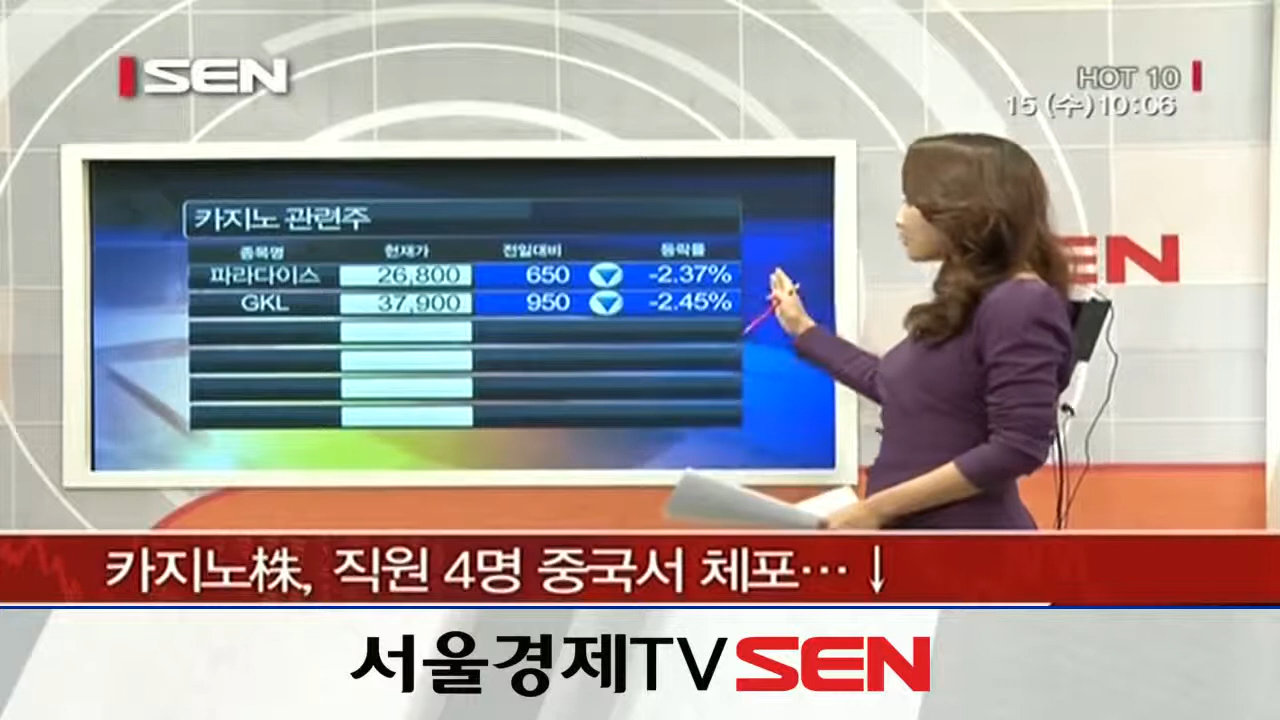 SEN
HOT 10
15 (수) 10:06
카지노 관련주
종목명 현재가 전일대비 등락률
파라다이스 26,800 650 ▼ -2.37%
GKL 37,900 950 ▼ -2.45%
SEN
카지노株, 직원 4명 중국서 체포… ↓
서울경제TV SEN